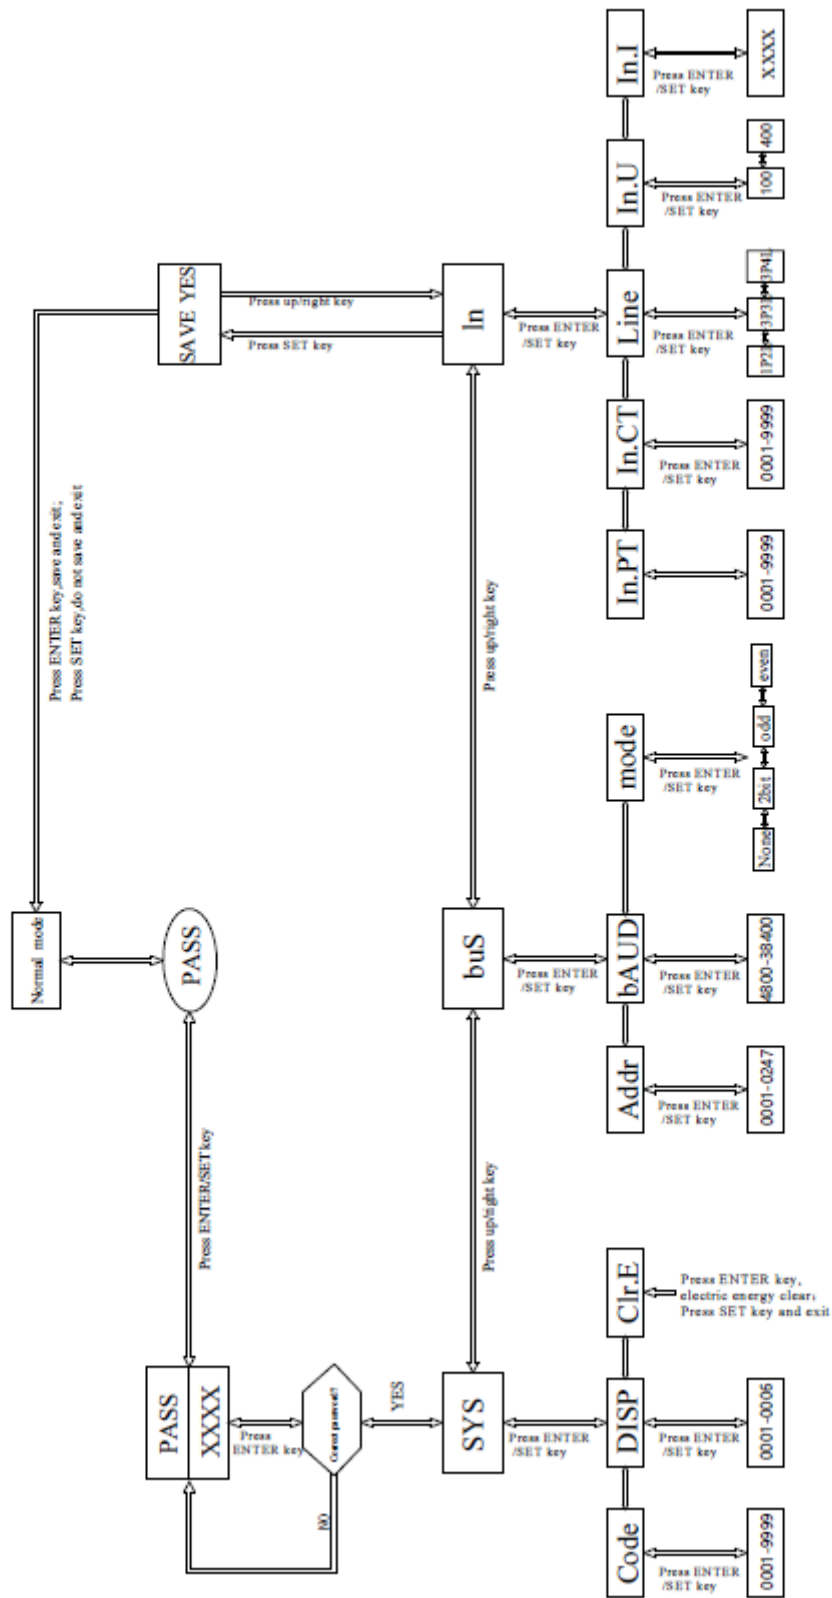 Normal mode
PASS
Press ENTER key,save and exit;
Press SET key,do not save and exit
Press ENTER/SET key
PASS
XXXX
Press
ENTER key
Correct password?
NO
YES
SAVE YES
Press up/right key
Press SET key
SYS
Press up/right key
buS
Press up/right key
In
Press ENTER
/SET key
Press ENTER
/SET key
Press ENTER
/SET key
Code
DISP
Clr.E
Press ENTER key,
electric energy clear;
Press SET key and exit
Press ENTER
/SET key
Press ENTER
/SET key
0001-9999
0001-0006
Addr
bAUD
mode
Press ENTER
/SET key
Press ENTER
/SET key
Press ENTER
/SET key
0001-0247
4800-38400
None
2bit
odd
even
In.PT
In.CT
Line
In.U
In.I
Press ENTER
/SET key
Press ENTER
/SET key
Press ENTER
/SET key
Press ENTER
/SET key
0001-9999
0001-9999
3P4L
100
400
XXXX